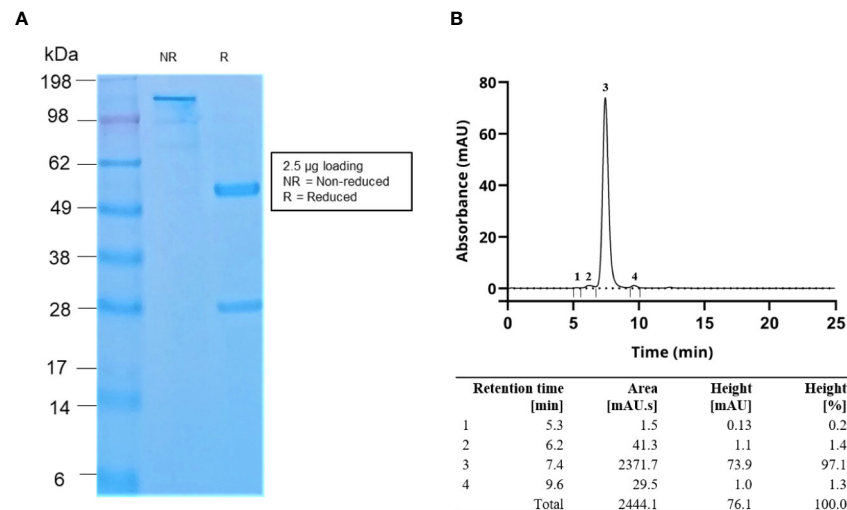 A
kDa
NR R
198
98
62
49
38
28
17
14
6
2.5 µg loading
NR = Non-reduced
R = Reduced
B
Absorbance (mAU)
80
60
40
20
0
1 2 3 4
0 5 10 15 20 25
Time (min)
Retention time Area Height Height
[min] [mAU.s] [mAU] [%]
1 5.3 1.5 0.13 0.2
2 6.2 41.3 1.1 1.4
3 7.4 2371.7 73.9 97.1
4 9.6 29.5 1.0 1.3
Total 2444.1 76.1 100.0